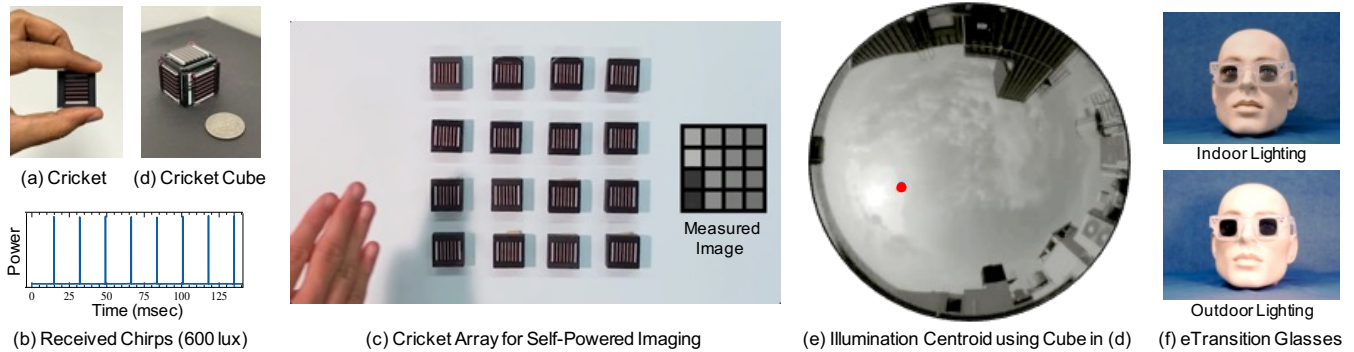 (a) Cricket
(d) Cricket Cube
Power
0 25 50 75 100 125
Time (msec)
(b) Received Chirps (600 lux)
Measured
Image
(c) Cricket Array for Self-Powered Imaging
(e) Illumination Centroid using Cube in (d)
Indoor Lighting
Outdoor Lighting
(f) eTransition Glasses